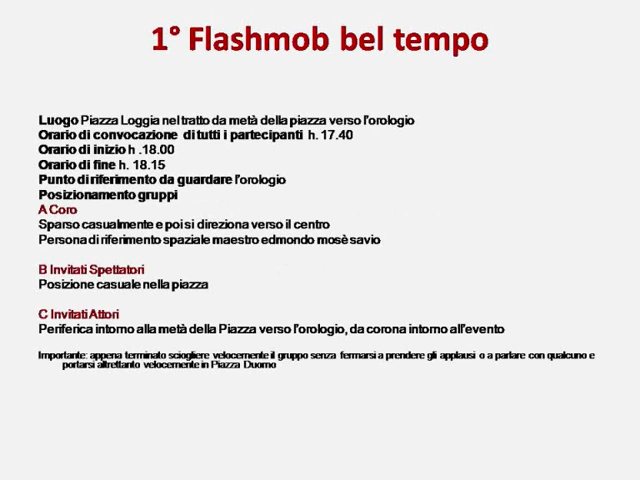 1° Flashmob bel tempo
Luogo Piazza Loggia nel tratto da metà della piazza verso l'orologio
Orario di convocazione di tutti i partecipanti h. 17.40
Orario di inizio h .18.00
Orario di fine h. 18.15
Punto di riferimento da guardare l'orologio
Posizionamento gruppi
A Coro
Sparso casualmente e poi si direziona verso il centro
Persona di riferimento spaziale maestro edmondo mosè savio
B Invitati Spettatori
Posizione casuale nella piazza
C Invitati Attori
Periferica intorno alla metà della Piazza verso l'orologio, da corona intorno all'evento
Importante: appena terminato sciogliere velocemente il gruppo senza fermarsi a prendere gli applausi o a parlare con qualcuno e
portarsi altrettanto velocemente in Piazza Duomo